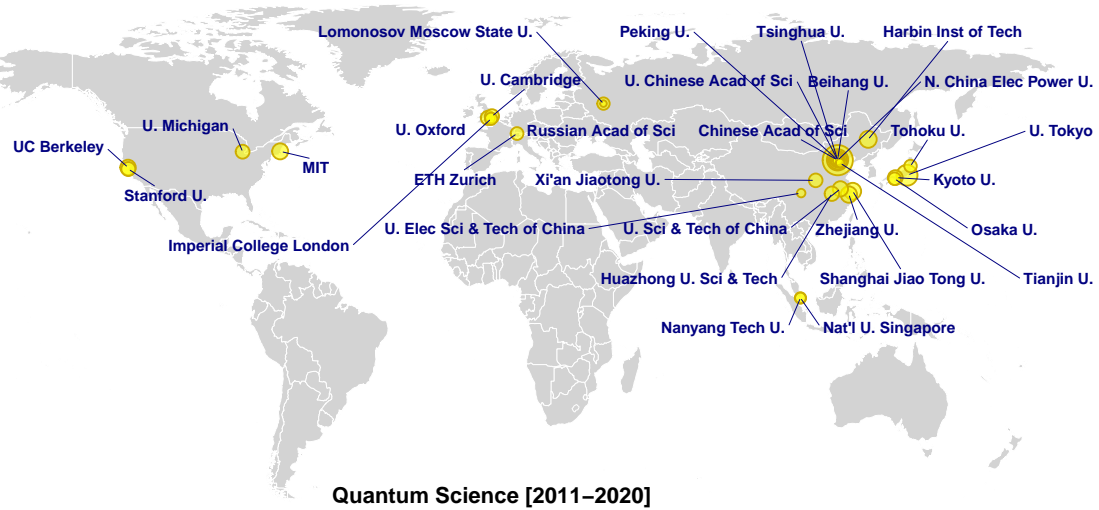 Lomonosov Moscow State U.
Peking U.
Tsinghua U.
Harbin Inst of Tech
U. Cambridge
U. Chinese Acad of Sci
Beihang U.
N. China Elec Power U.
U. Michigan
U. Oxford
Russian Acad of Sci
Chinese Acad of Sci
Tohoku U.
U. Tokyo
UC Berkeley
MIT
ETH Zurich
Xi'an Jiaotong U.
Kyoto U.
Stanford U.
U. Elec Sci & Tech of China
U. Sci & Tech of China
Zhejiang U.
Osaka U.
Imperial College London
Huazhong U. Sci & Tech
Shanghai Jiao Tong U.
Tianjin U.
Nanyang Tech U.
Nat'l U. Singapore
Quantum Science [2011−2020]